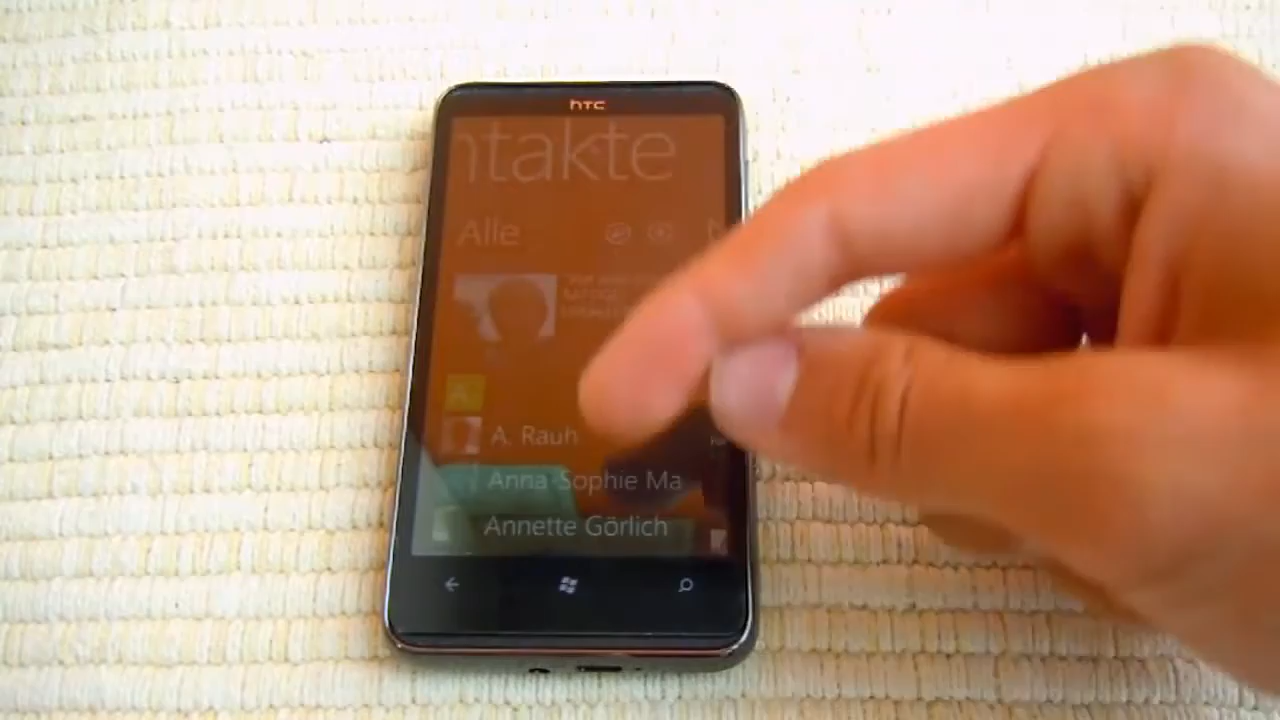 hTC
ntakte
Alle
A. Rauh
Anna-Sophie Ma
Annette Görlich